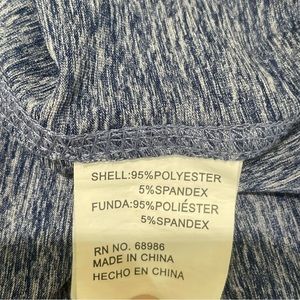 SHELL:95%POLYESTER
5%SPANDEX
FUNDA:95%POLIÉSTER
5%SPANDEX
RN NO. 68986
MADE IN CHINA
HECHO EN CHINA